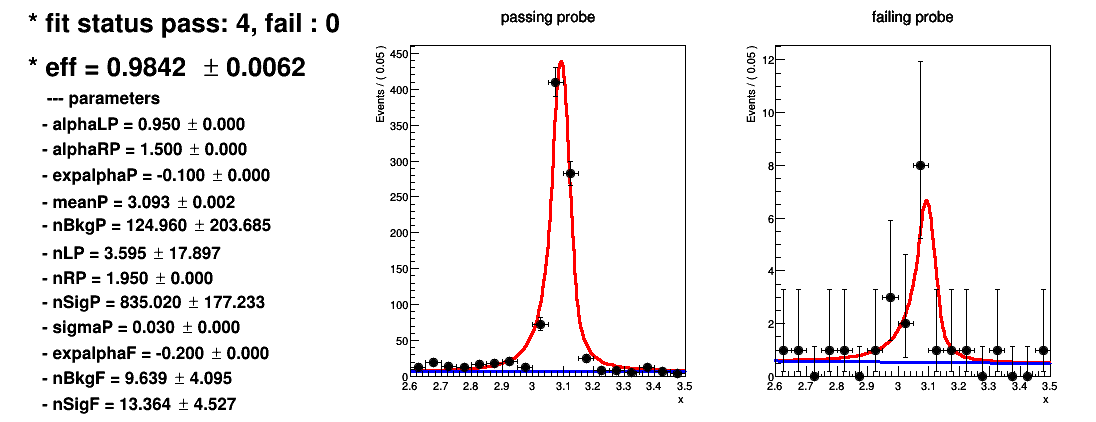 * fit status pass: 4, fail : 0
* eff = 0.9842 ± 0.0062
--- parameters
- alphaLP = 0.950 ± 0.000
- alphaRP = 1.500 ± 0.000
- expalphaP = -0.100 ± 0.000
- meanP = 3.093 ± 0.002
- nBkgP = 124.960 ± 203.685
- nLP = 3.595 ± 17.897
- nRP = 1.950 ± 0.000
- nSigP = 835.020 ± 177.233
- sigmaP = 0.030 ± 0.000
- expalphaF = -0.200 ± 0.000
- nBkgF = 9.639 ± 4.095
- nSigF = 13.364 ± 4.527
passing probe
Events / ( 0.05 )
450
400
350
300
250
200
150
100
50
0
2.6 2.7 2.8 2.9 3 3.1 3.2 3.3 3.4 3.5
x
failing probe
Events / ( 0.05 )
12
10
8
6
4
2
0
2.6 2.7 2.8 2.9 3 3.1 3.2 3.3 3.4 3.5
x